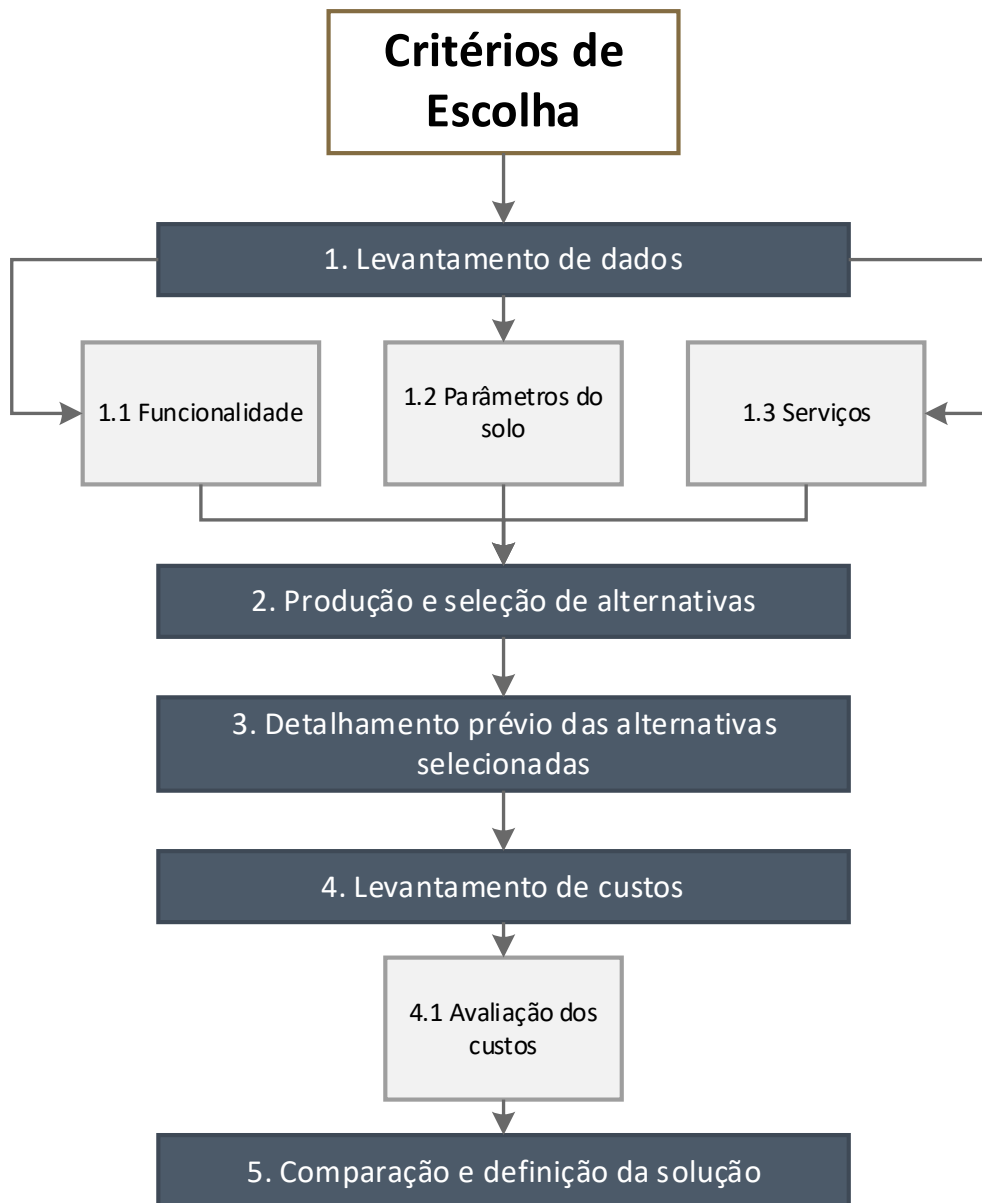 Critérios de
Escolha
1. Levantamento de dados
1.1 Funcionalidade
1.2 Parâmetros do
solo
1.3 Serviços
2. Produção e seleção de alternativas
3. Detalhamento prévio das alternativas
selecionadas
4. Levantamento de custos
4.1 Avaliação dos
custos
5. Comparação e definição da solução